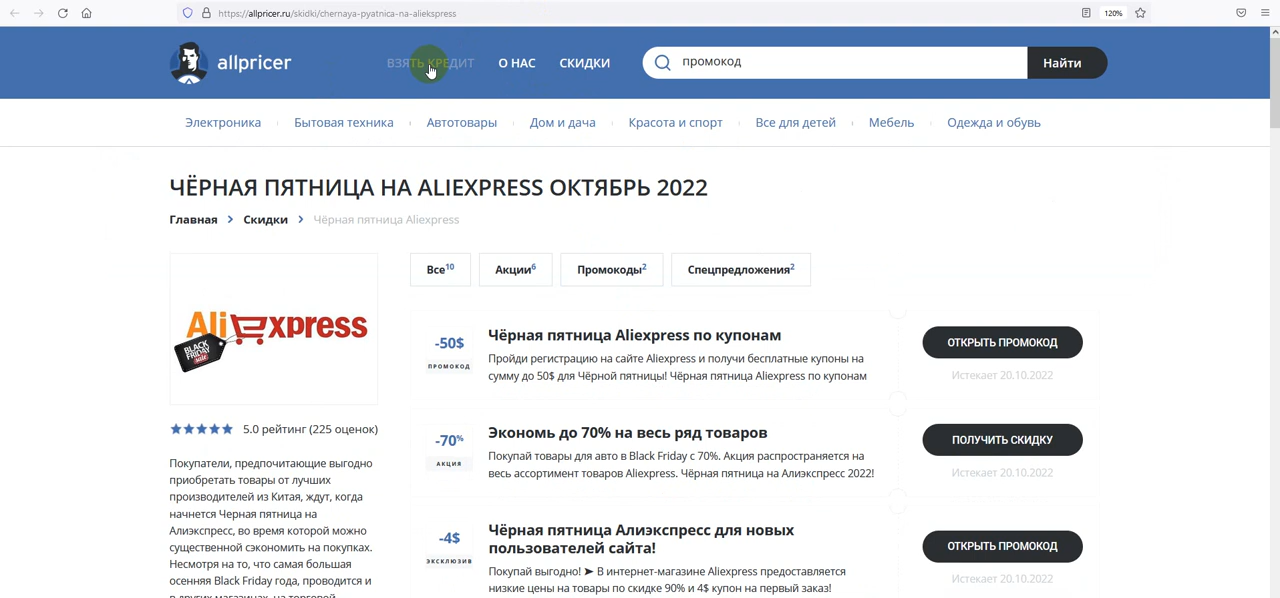 https://allpricer.ru/skidki/chernaya-pyatnica-na-aliekspress
120%
allpricer
ВЗЯТЬ КРЕДИТ
О НАС
СКИДКИ
промокод
Найти
Электроника
Бытовая техника
Автотовары
Дом и дача
Красота и спорт
Все для детей
Мебель
Одежда и обувь
ЧЁРНАЯ ПЯТНИЦА НА ALIEXPRESS ОКТЯБРЬ 2022
Главная > Скидки > Чёрная пятница Aliexpress
AliExpress
BLACK
FRIDAY
sale
5.0 рейтинг (225 оценок)
Покупатели, предпочитающие выгодно
приобретать товары от лучших
производителей из Китая, ждут, когда
начнется Черная пятница на
Алиэкспресс, во время которой можно
существенной сэкономить на покупках.
Несмотря на то, что самая большая
осенняя Black Friday года, проводится и
в других магазинах, на торговой
Все10
Акции6
Промокоды2
Спецпредложения2
-50$
ПРОМОКОД
Чёрная пятница Aliexpress по купонам
Пройди регистрацию на сайте Aliexpress и получи бесплатные купоны на
сумму до 50$ для Чёрной пятницы! Чёрная пятница Aliexpress по купонам
ОТКРЫТЬ ПРОМОКОД
Истекает 20.10.2022
-70%
АКЦИЯ
Экономь до 70% на весь ряд товаров
Покупай товары для авто в Black Friday с 70%. Акция распространяется на
весь ассортимент товаров Aliexpress. Чёрная пятница на Алиэкспресс 2022!
ПОЛУЧИТЬ СКИДКУ
Истекает 20.10.2022
-4$
ЭКСКЛЮЗИВ
Чёрная пятница Алиэкспресс для новых
пользователей сайта!
Покупай выгодно! ➤ В интернет-магазине Aliexpress предоставляется
низкие цены на товары по скидке 90% и 4$ купон на первый заказ!
ОТКРЫТЬ ПРОМОКОД
Истекает 20.10.2022